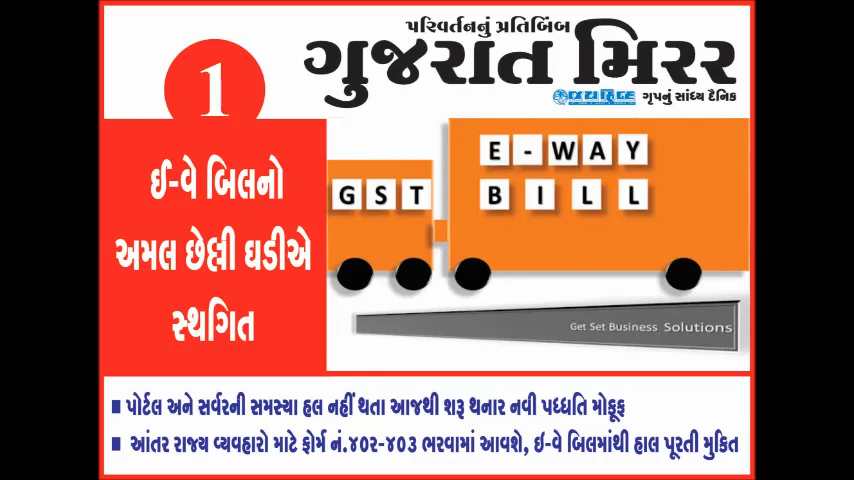 પરિવર્તનનું પ્રતિબિંબ
ગુજરાત મિરર
જયહિન્દ ગૃપનું સાંધ્ય દૈનિક
1
ઈ-વે બિલનો
અમલ છેલ્લી ઘડીએ
સ્થગિત
E-WAY
GST BILL
Get Set Business Solutions
પોર્ટલ અને સર્વરની સમસ્યા હલ નહીં થતા આજથી શરૂ થનાર નવી પધ્ધતિ મોકૂફ
આંતર રાજ્ય વ્યવહારો માટે ફોર્મ નં.૪૦૨-૪૦૩ ભરવામાં આવશે, ઈ-વે બિલમાંથી હાલ પૂરતી મુકિત